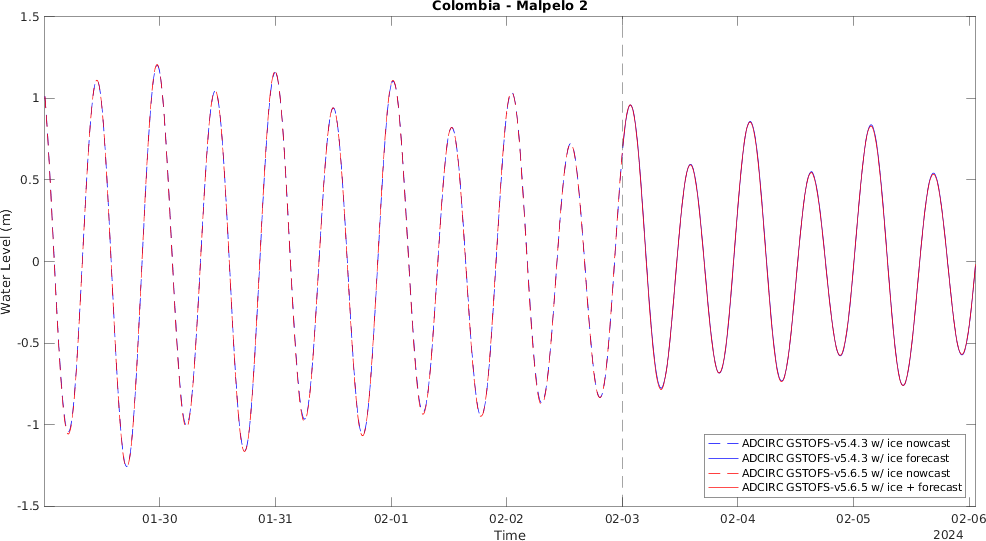 Colombia - Malpelo 2
1.5
1
0.5
0
-0.5
-1
-1.5
Water Level (m)
ADCIRC GSTOFS-v5.4.3 w/ ice nowcast
ADCIRC GSTOFS-v5.4.3 w/ ice forecast
ADCIRC GSTOFS-v5.6.5 w/ ice nowcast
ADCIRC GSTOFS-v5.6.5 w/ ice + forecast
01-30 01-31 02-01 02-02 02-03 02-04 02-05 02-06
Time
2024